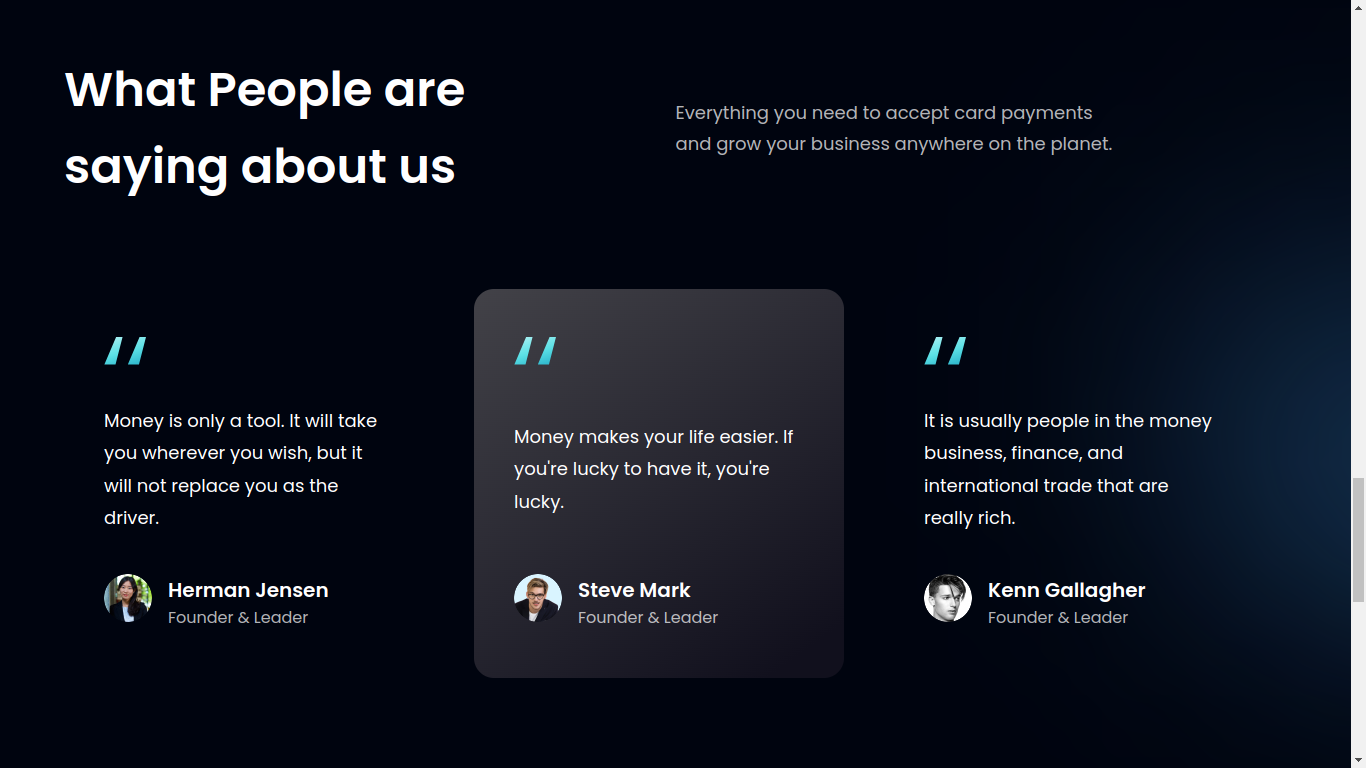 What People are
saying about us
Everything you need to accept card payments
and grow your business anywhere on the planet.
Money is only a tool. It will take
you wherever you wish, but it
will not replace you as the
driver.
Herman Jensen
Founder & Leader
Money makes your life easier. If
you're lucky to have it, you're
lucky.
Steve Mark
Founder & Leader
It is usually people in the money
business, finance, and
international trade that are
really rich.
Kenn Gallagher
Founder & Leader